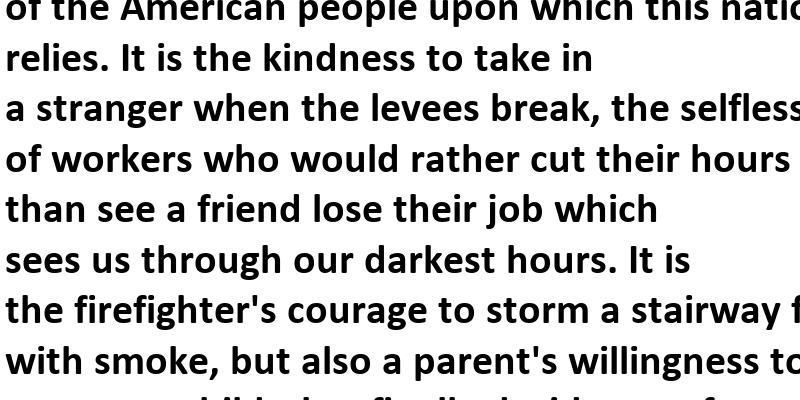 of the American people upon which this natio
relies. It is the kindness to take in
a stranger when the levees break, the selfless
of workers who would rather cut their hours
than see a friend lose their job which
sees us through our darkest hours. It is
the firefighter's courage to storm a stairway f
with smoke, but also a parent's willingness to